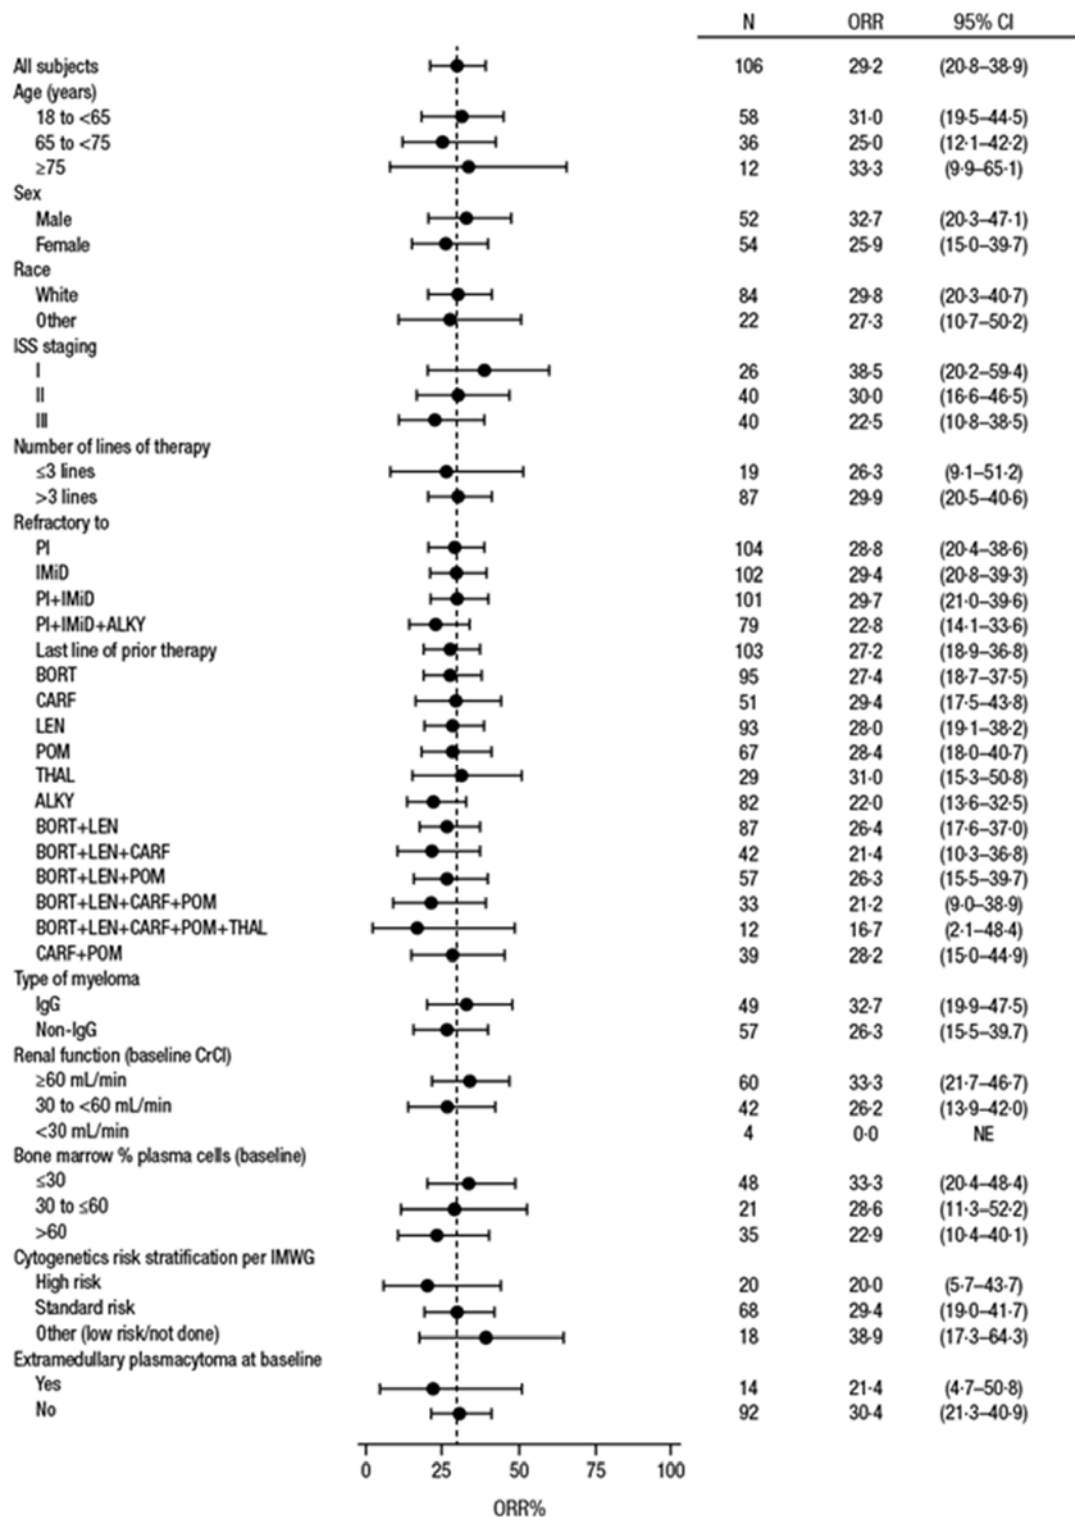 N ORR 95% CI
All subjects 106 29·2 (20·8–38·9)
Age (years)
18 to <65 58 31·0 (19·5–44·5)
65 to <75 36 25·0 (12·1–42·2)
≥75 12 33·3 (9·9–65·1)
Sex
Male 52 32·7 (20·3–47·1)
Female 54 25·9 (15·0–39·7)
Race
White 84 29·8 (20·3–40·7)
Other 22 27·3 (10·7–50·2)
ISS staging
I 26 38·5 (20·2–59·4)
II 40 30·0 (16·6–46·5)
III 40 22·5 (10·8–38·5)
Number of lines of therapy
≤3 lines 19 26·3 (9·1–51·2)
>3 lines 87 29·9 (20·5–40·6)
Refractory to
PI 104 28·8 (20·4–38·6)
IMiD 102 29·4 (20·8–39·3)
PI+IMiD 101 29·7 (21·0–39·6)
PI+IMiD+ALKY 79 22·8 (14·1–33·6)
Last line of prior therapy 103 27·2 (18·9–36·8)
BORT 95 27·4 (18·7–37·5)
CARF 51 29·4 (17·5–43·8)
LEN 93 28·0 (19·1–38·2)
POM 67 28·4 (18·0–40·7)
THAL 29 31·0 (15·3–50·8)
ALKY 82 22·0 (13·6–32·5)
BORT+LEN 87 26·4 (17·6–37·0)
BORT+LEN+CARF 42 21·4 (10·3–36·8)
BORT+LEN+POM 57 26·3 (15·5–39·7)
BORT+LEN+CARF+POM 33 21·2 (9·0–38·9)
BORT+LEN+CARF+POM+THAL 12 16·7 (2·1–48·4)
CARF+POM 39 28·2 (15·0–44·9)
Type of myeloma
IgG 49 32·7 (19·9–47·5)
Non-IgG 57 26·3 (15·5–39.7)
Renal function (baseline CrCl)
≥60 mL/min 60 33·3 (21·7–46·7)
30 to <60 mL/min 42 26·2 (13·9–42·0)
<30 mL/min 4 0·0 NE
Bone marrow % plasma cells (baseline)
≤30 48 33·3 (20·4–48·4)
30 to ≤60 21 28·6 (11·3–52·2)
>60 35 22·9 (10·4–40·1)
Cytogenetics risk stratification per IMWG
High risk 20 20·0 (5·7–43·7)
Standard risk 68 29·4 (19·0–41·7)
Other (low risk/not done) 18 38·9 (17·3–64·3)
Extramedullary plasmacytoma at baseline
Yes 14 21·4 (4·7–50·8)
No 92 30·4 (21·3–40·9)
0 25 50 75 100
ORR%